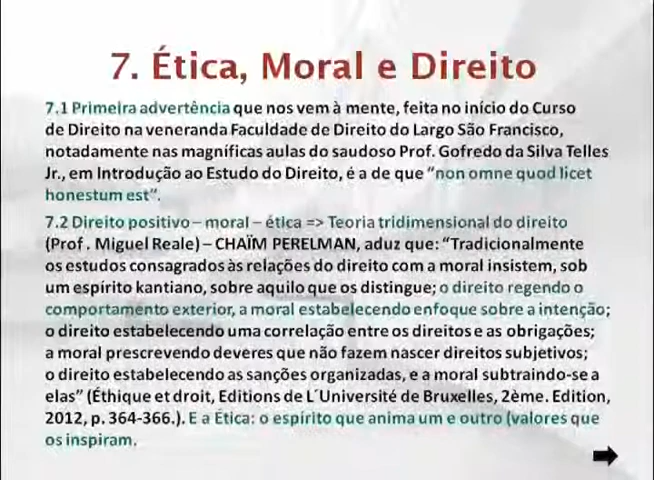 7. Ética, Moral e Direito
7.1 Primeira advertência que nos vem à mente, feita no início do Curso
de Direito na veneranda Faculdade de Direito do Largo São Francisco,
notadamente nas magníficas aulas do saudoso Prof. Gofredo da Silva Telles
Jr., em Introdução ao Estudo do Direito, é a de que "non omne quod licet
honestum est".
7.2 Direito positivo – moral – ética => Teoria tridimensional do direito
(Prof. Miguel Reale) – CHAÏM PERELMAN, aduz que: "Tradicionalmente
os estudos consagrados às relações do direito com a moral insistem, sob
um espírito kantiano, sobre aquilo que os distingue; o direito regendo o
comportamento exterior, a moral estabelecendo enfoque sobre a intenção;
o direito estabelecendo uma correlação entre os direitos e as obrigações;
a moral prescrevendo deveres que não fazem nascer direitos subjetivos;
o direito estabelecendo as sanções organizadas, e a moral subtraindo-se a
elas" (Éthique et droit, Editions de L´Université de Bruxelles, 2ème. Edition,
2012, p. 364-366.). E a Ética: o espírito que anima um e outro (valores que
os inspiram.